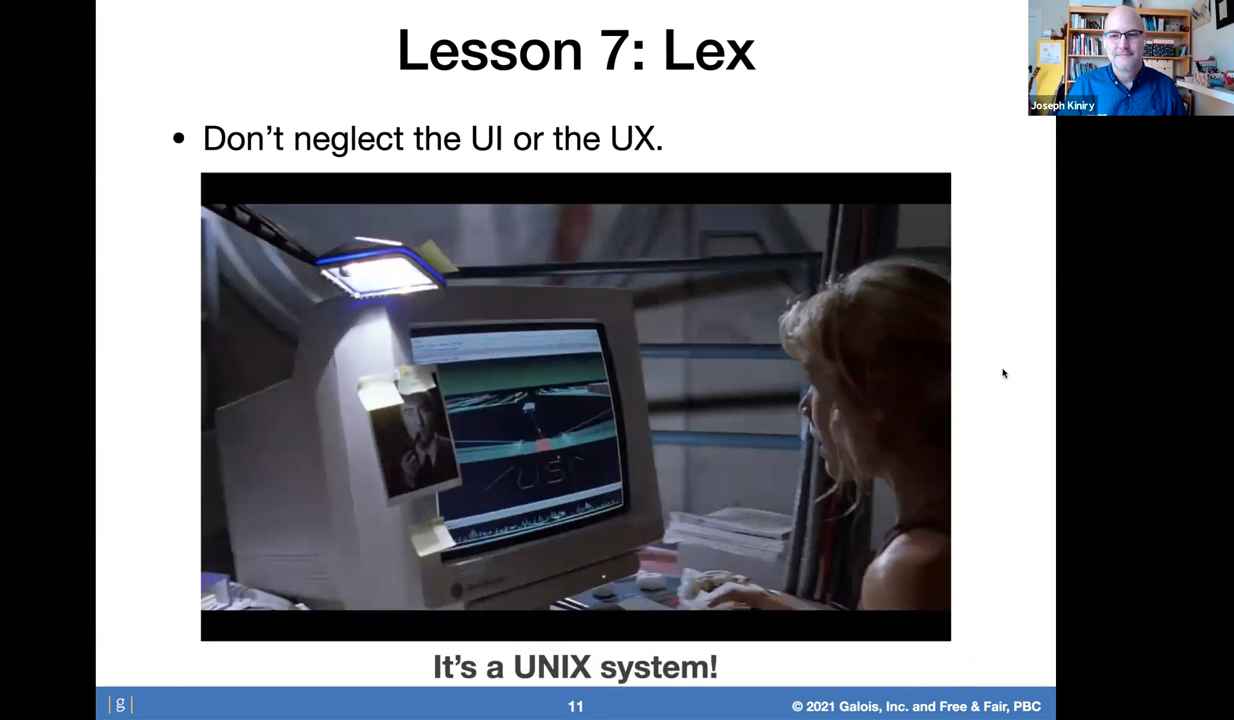 Lesson 7: Lex
Joseph Kiniry
• Don’t neglect the UI or the UX.
/usr
It’s a UNIX system!
|g|
11
© 2021 Galois, Inc. and Free & Fair, PBC